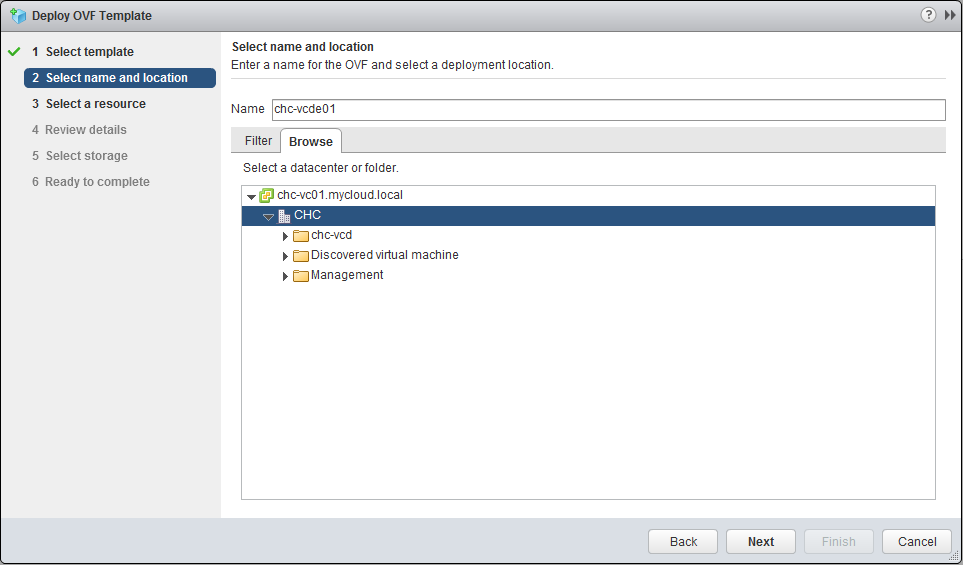 Deploy OVF Template
?
1 Select template
2 Select name and location
3 Select a resource
4 Review details
5 Select storage
6 Ready to complete
Select name and location
Enter a name for the OVF and select a deployment location.
Name chc-vcde01
Filter Browse
Select a datacenter or folder.
chc-vc01.mycloud.local
CHC
chc-vcd
Discovered virtual machine
Management
Back Next Finish Cancel